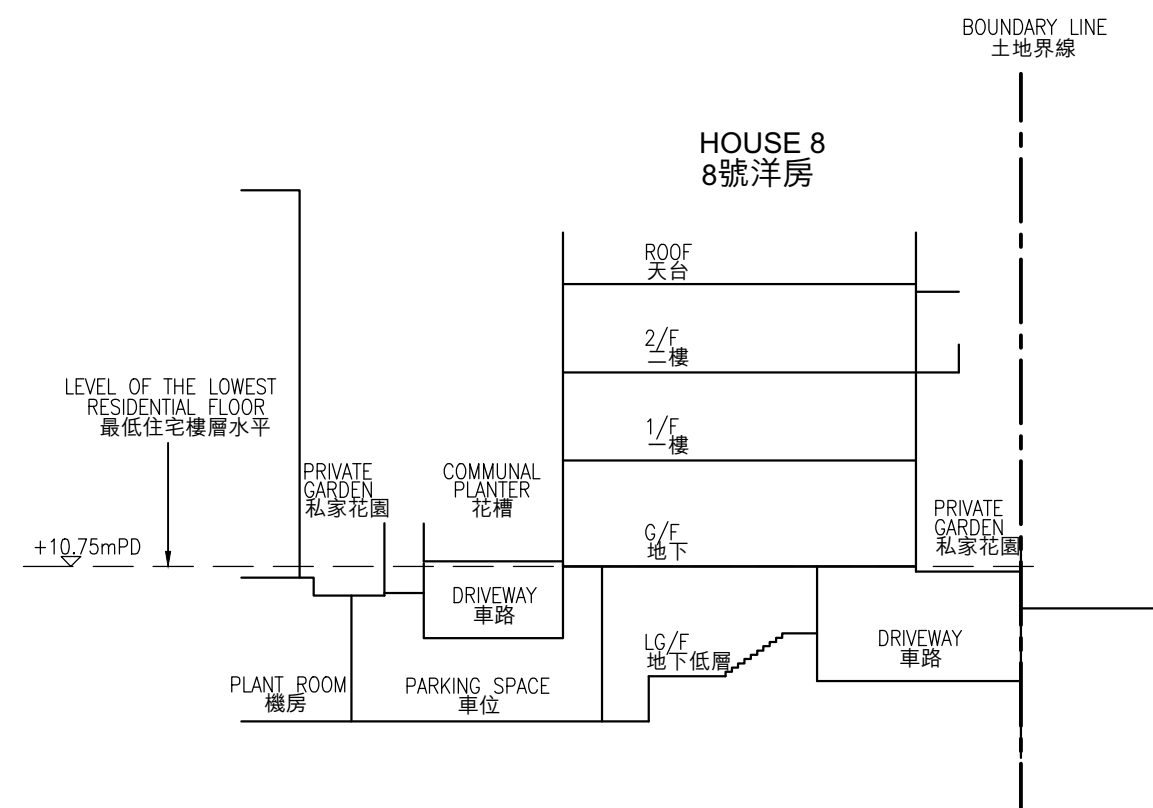 BOUNDARY LINE
土地界線
HOUSE 8
8號洋房
ROOF
天台
2/F
二樓
LEVEL OF THE LOWEST
RESIDENTIAL FLOOR
最低住宅樓層水平
1/F
一樓
PRIVATE
GARDEN
私家花園
COMMUNAL
PLANTER
花槽
PRIVATE
GARDEN
私家花園
+10.75mPD
G/F
地下
DRIVEWAY
車路
LG/F
地下低層
DRIVEWAY
車路
PLANT ROOM
機房
PARKING SPACE
車位